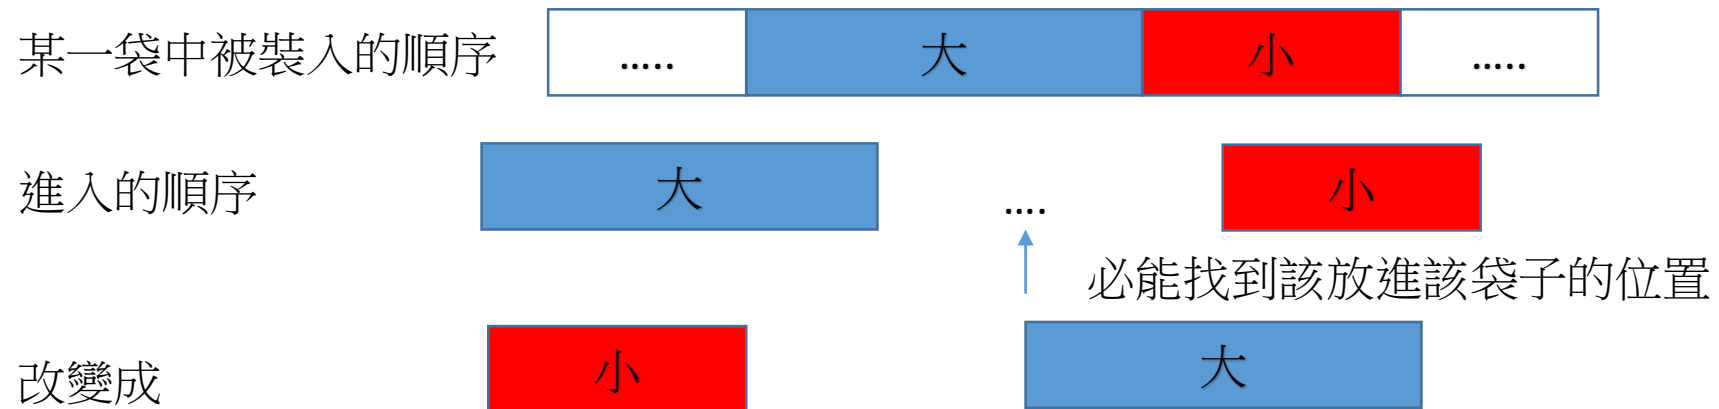 某一袋中被裝入的順序 ..... 大 小 .....
進入的順序 大 .... 小
必能找到該放進該袋子的位置
改變成 小 大